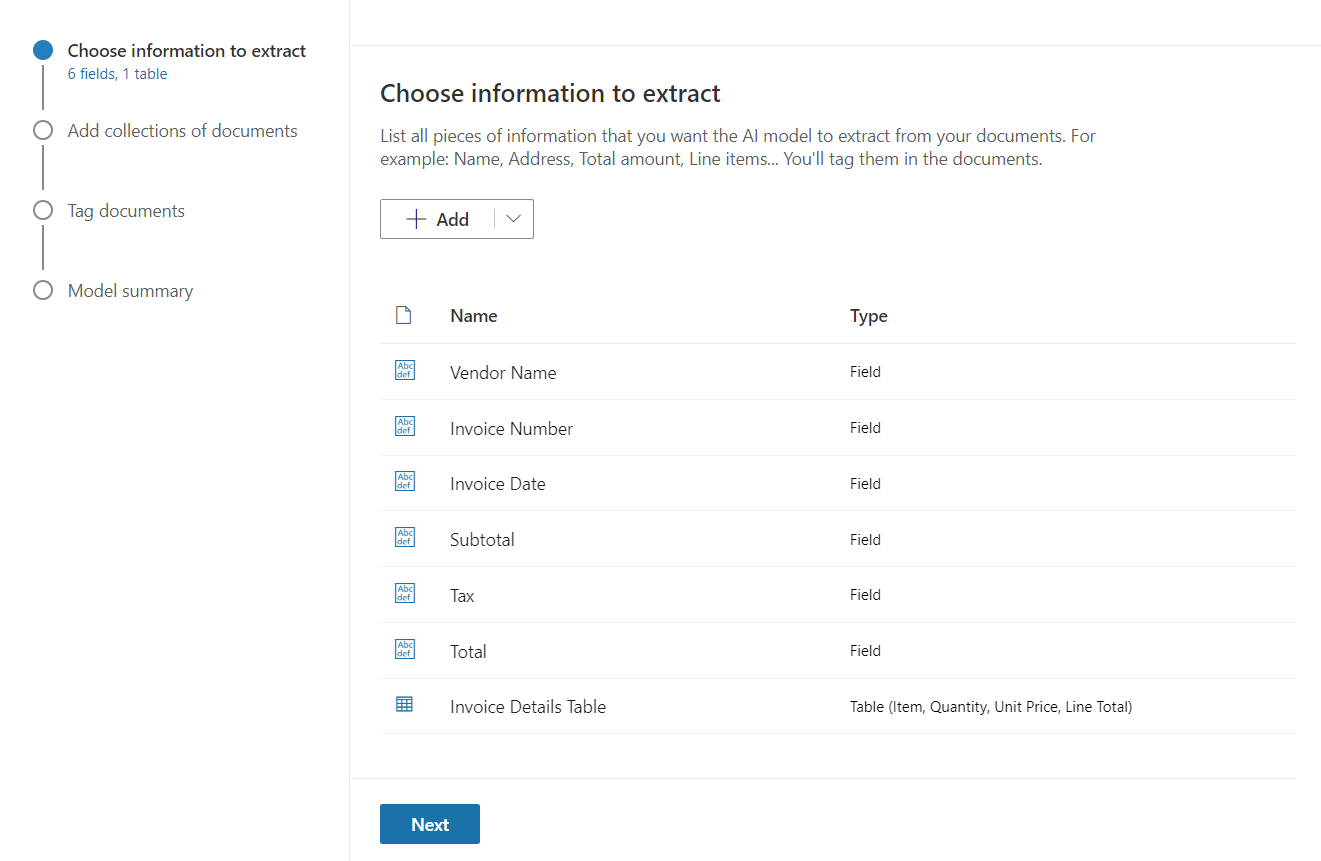 Choose information to extract
6 fields, 1 table
Add collections of documents
Tag documents
Model summary
Choose information to extract
List all pieces of information that you want the AI model to extract from your documents. For
example: Name, Address, Total amount, Line items... You'll tag them in the documents.
Add
Name Type
Abc
def
Vendor Name Field
Abc
def
Invoice Number Field
Abc
def
Invoice Date Field
Abc
def
Subtotal Field
Abc
def
Tax Field
Abc
def
Total Field
Invoice Details Table Table (Item, Quantity, Unit Price, Line Total)
Next